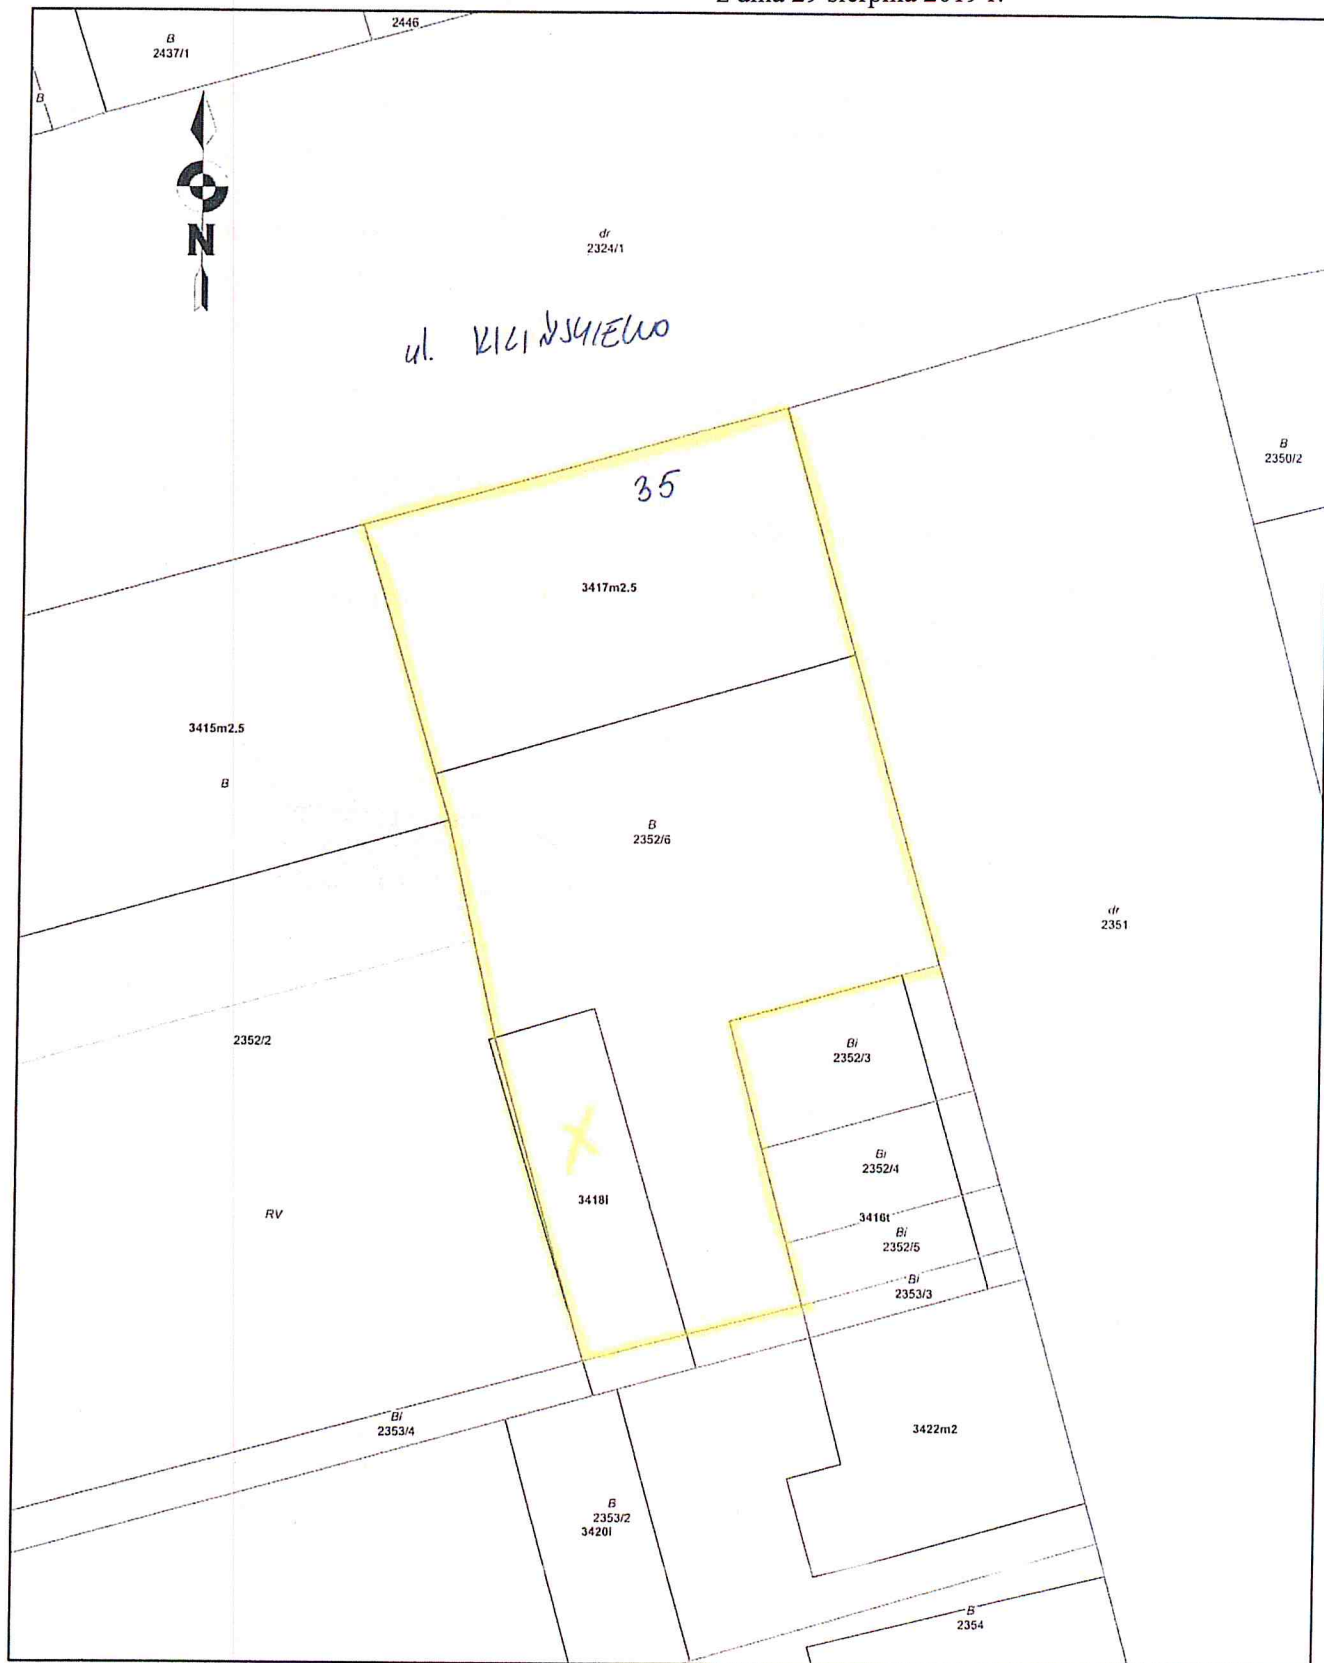 z dnia 29 sierpnia 2019 r.
2446
B
2437/1
B
N
dr
2324/1
ul. KILIŃSKIEGO
B
2350/2
35
3417m2.5
3415m2.5
B
B
2352/6
dr
2351
2352/2
Bi
2352/3
Bi
2352/4
3418l
RV
3416t
Bi
2352/5
Bi
2353/3
Bi
2353/4
3422m2
B
2353/2
3420l
B
2354